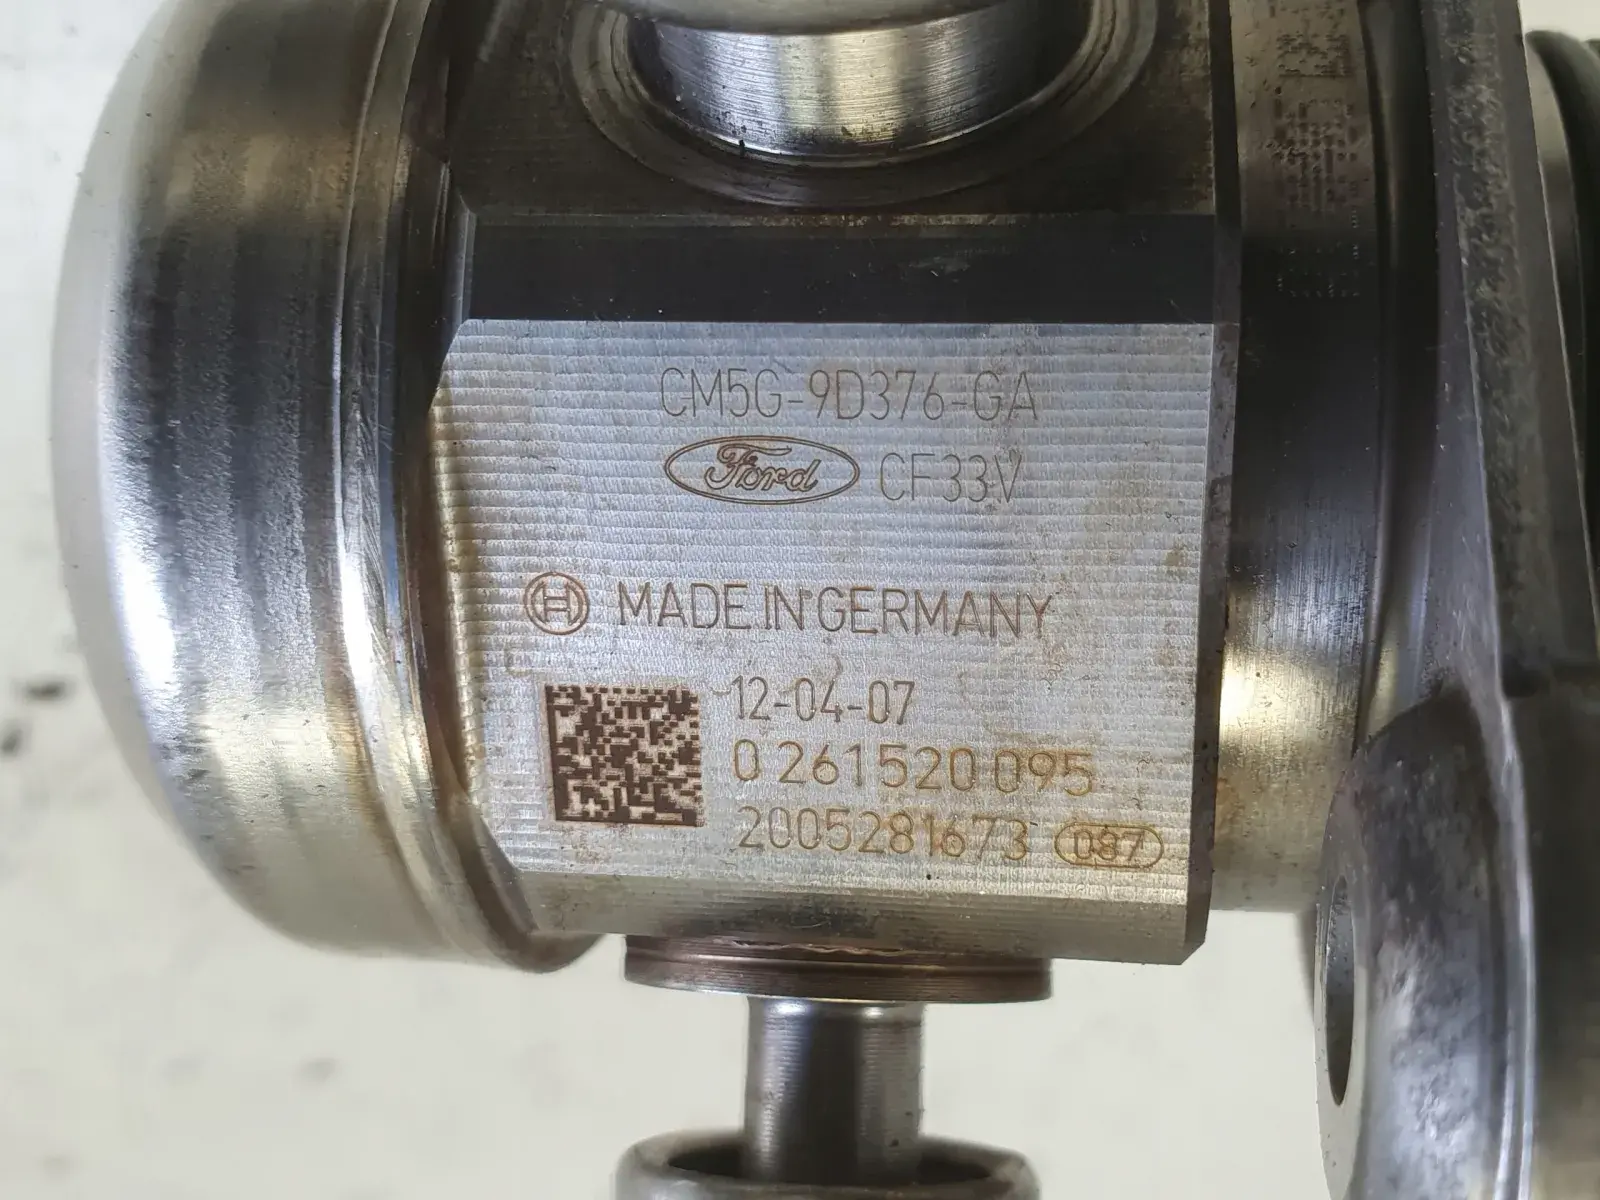 CM5G-9D376-GA
Ford CF33V
MADE IN GERMANY
12-04-07
0 261 520 095
2005281673 087